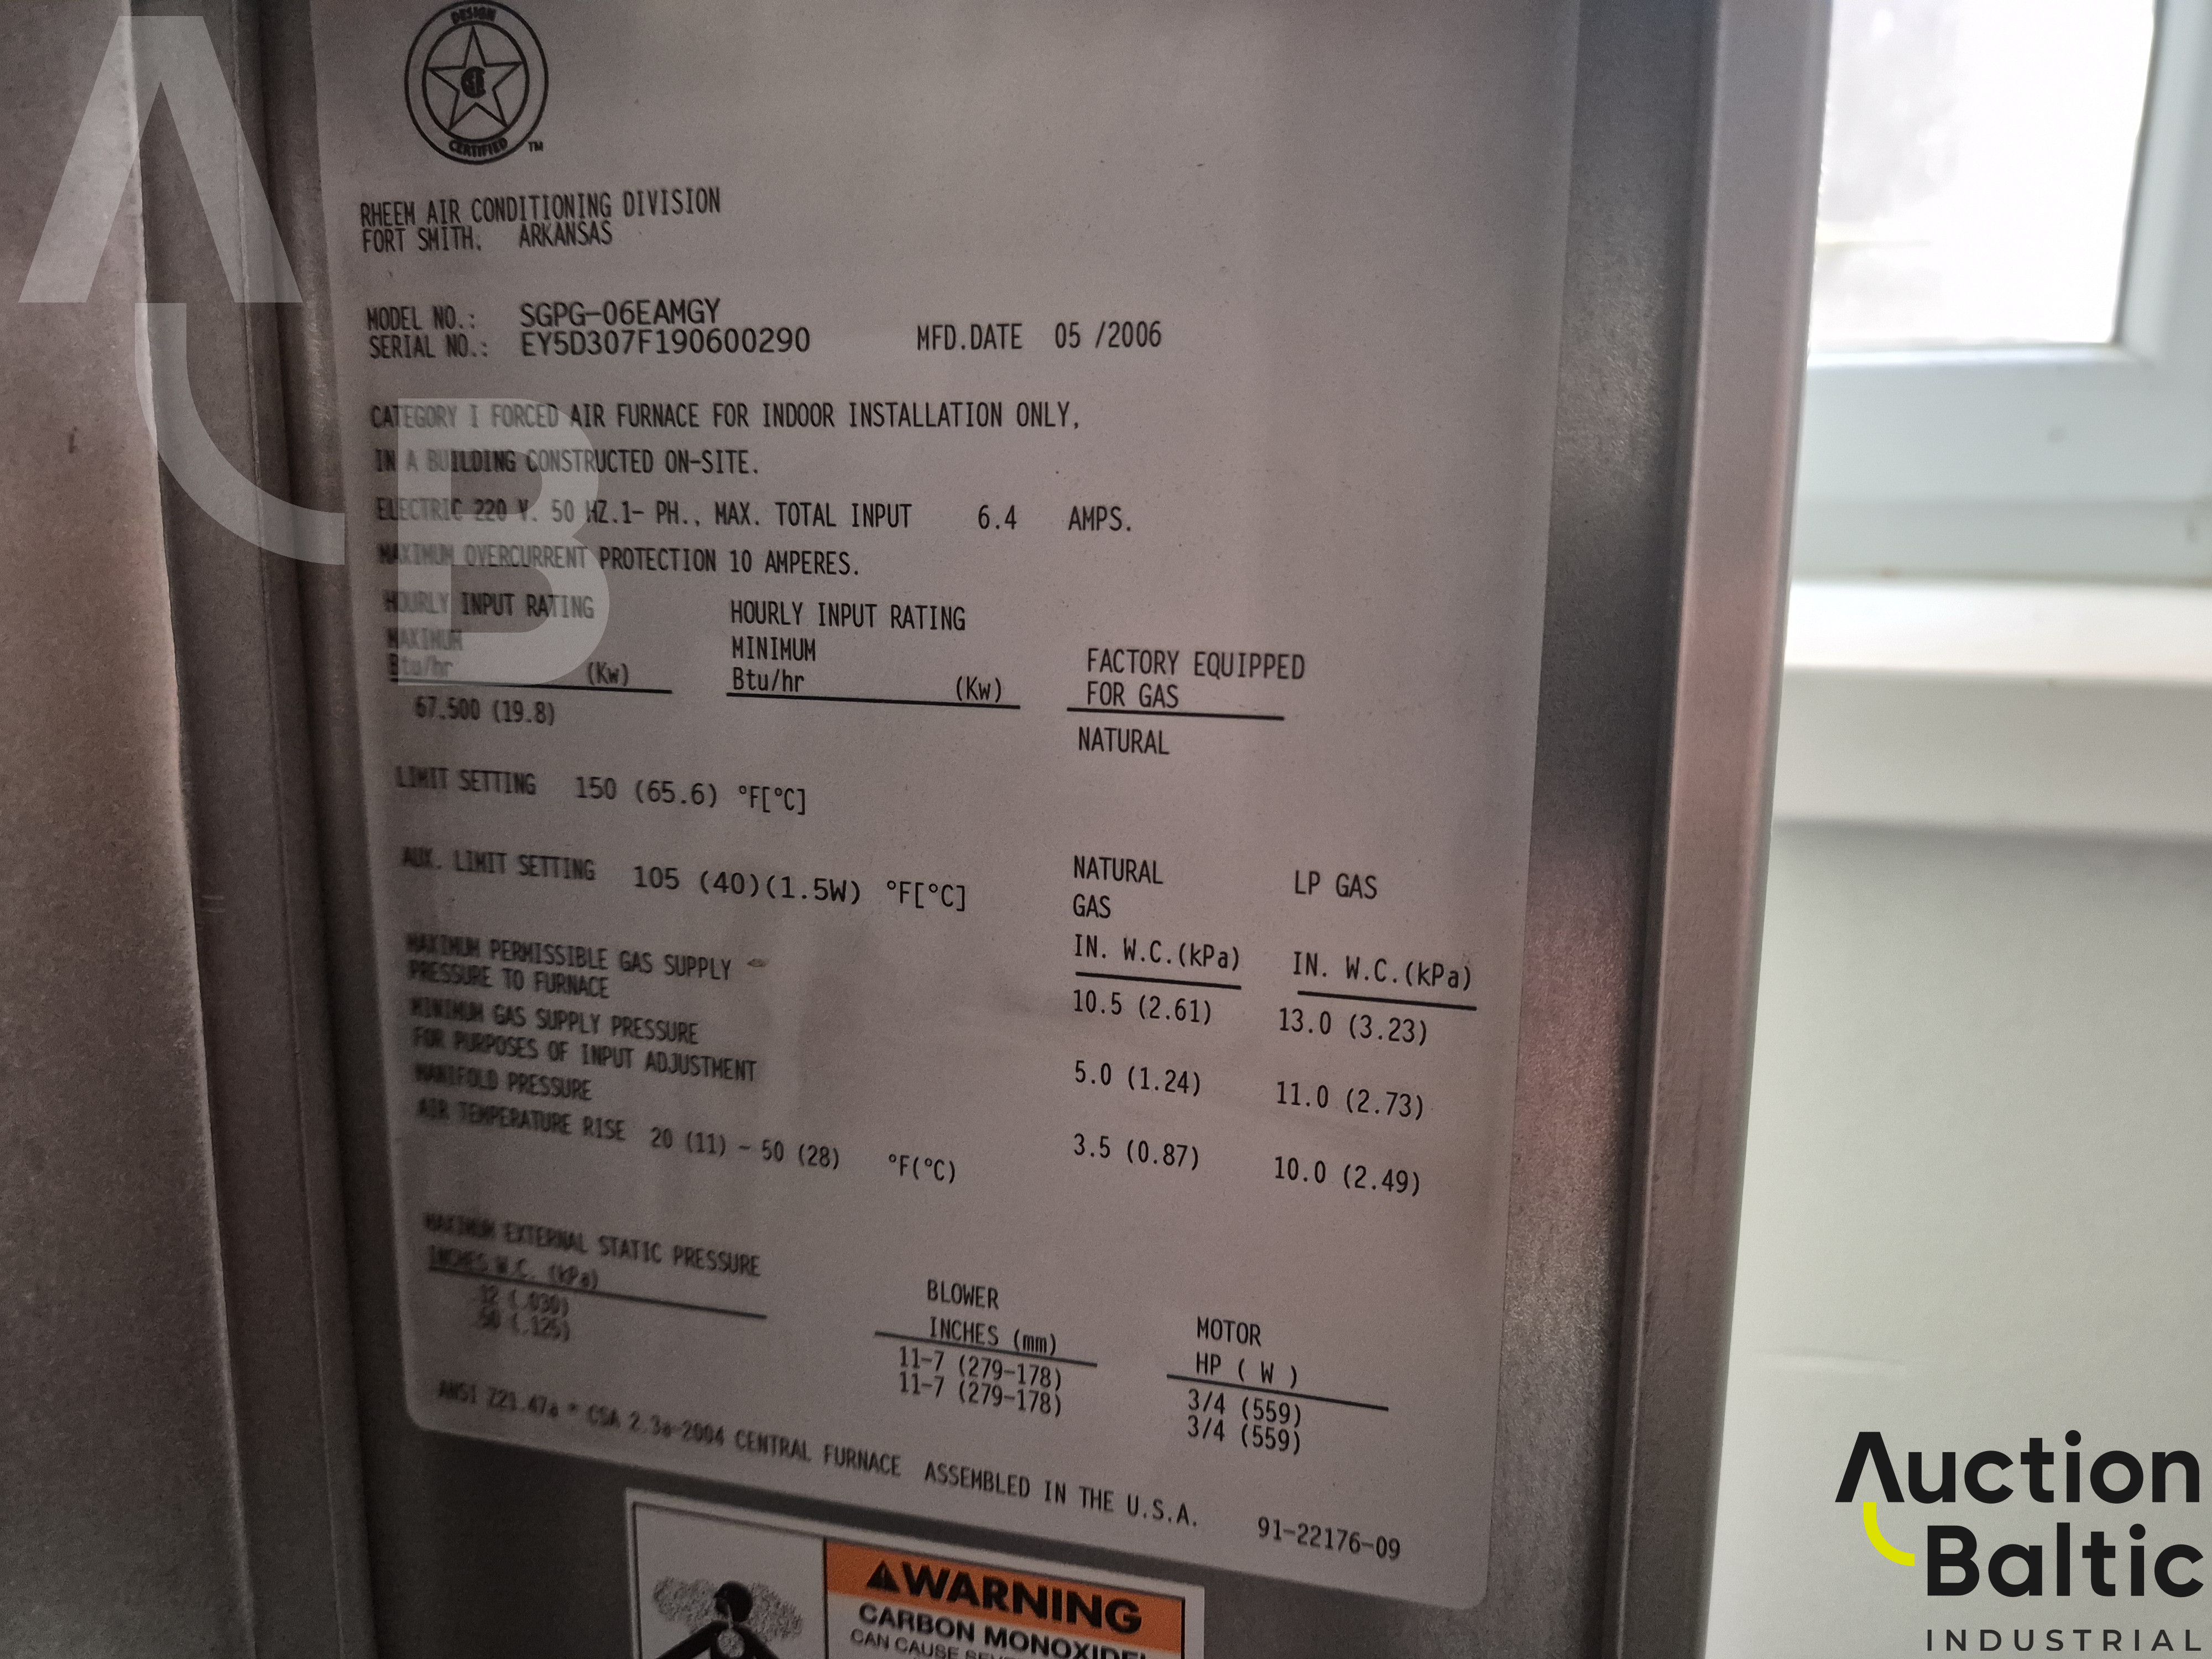 DESIGN
CERTIFIED TM
RHEEM AIR CONDITIONING DIVISION
FORT SMITH, ARKANSAS
MODEL NO.: SGPG-06EAMGY
SERIAL NO.: EY5D307F190600290 MFD.DATE 05 /2006
CATEGORY I FORCED AIR FURNACE FOR INDOOR INSTALLATION ONLY,
IN A BUILDING CONSTRUCTED ON-SITE.
ELECTRIC 220 V. 50 HZ.1- PH., MAX. TOTAL INPUT 6.4 AMPS.
MAXIMUM OVERCURRENT PROTECTION 10 AMPERES.
HOURLY INPUT RATING
MAXIMUM
Btu/hr (Kw)
67,500 (19.8)
HOURLY INPUT RATING
MINIMUM
Btu/hr (Kw)
FACTORY EQUIPPED
FOR GAS
NATURAL
LIMIT SETTING 150 (65.6) °F[°C]
AUX. LIMIT SETTING 105 (40)(1.5W) °F[°C]
NATURAL
GAS
IN. W.C.(kPa)
LP GAS
IN. W.C.(kPa)
MAXIMUM PERMISSIBLE GAS SUPPLY
PRESSURE TO FURNACE 10.5 (2.61) 13.0 (3.23)
MINIMUM GAS SUPPLY PRESSURE
FOR PURPOSES OF INPUT ADJUSTMENT 5.0 (1.24) 11.0 (2.73)
MANIFOLD PRESSURE 3.5 (0.87) 10.0 (2.49)
AIR TEMPERATURE RISE 20 (11) - 50 (28) °F(°C)
MAXIMUM EXTERNAL STATIC PRESSURE
INCHES W.C. (kPa)
.12 (.030)
.50 (.125)
BLOWER
INCHES (mm)
11-7 (279-178)
11-7 (279-178)
MOTOR
HP ( W )
3/4 (559)
3/4 (559)
ANSI Z21.47a * CSA 2.3a-2004 CENTRAL FURNACE ASSEMBLED IN THE U.S.A. 91-22176-09
WARNING
CARBON MONOXIDE
CAN CAUSE
Auction
Baltic
INDUSTRIAL